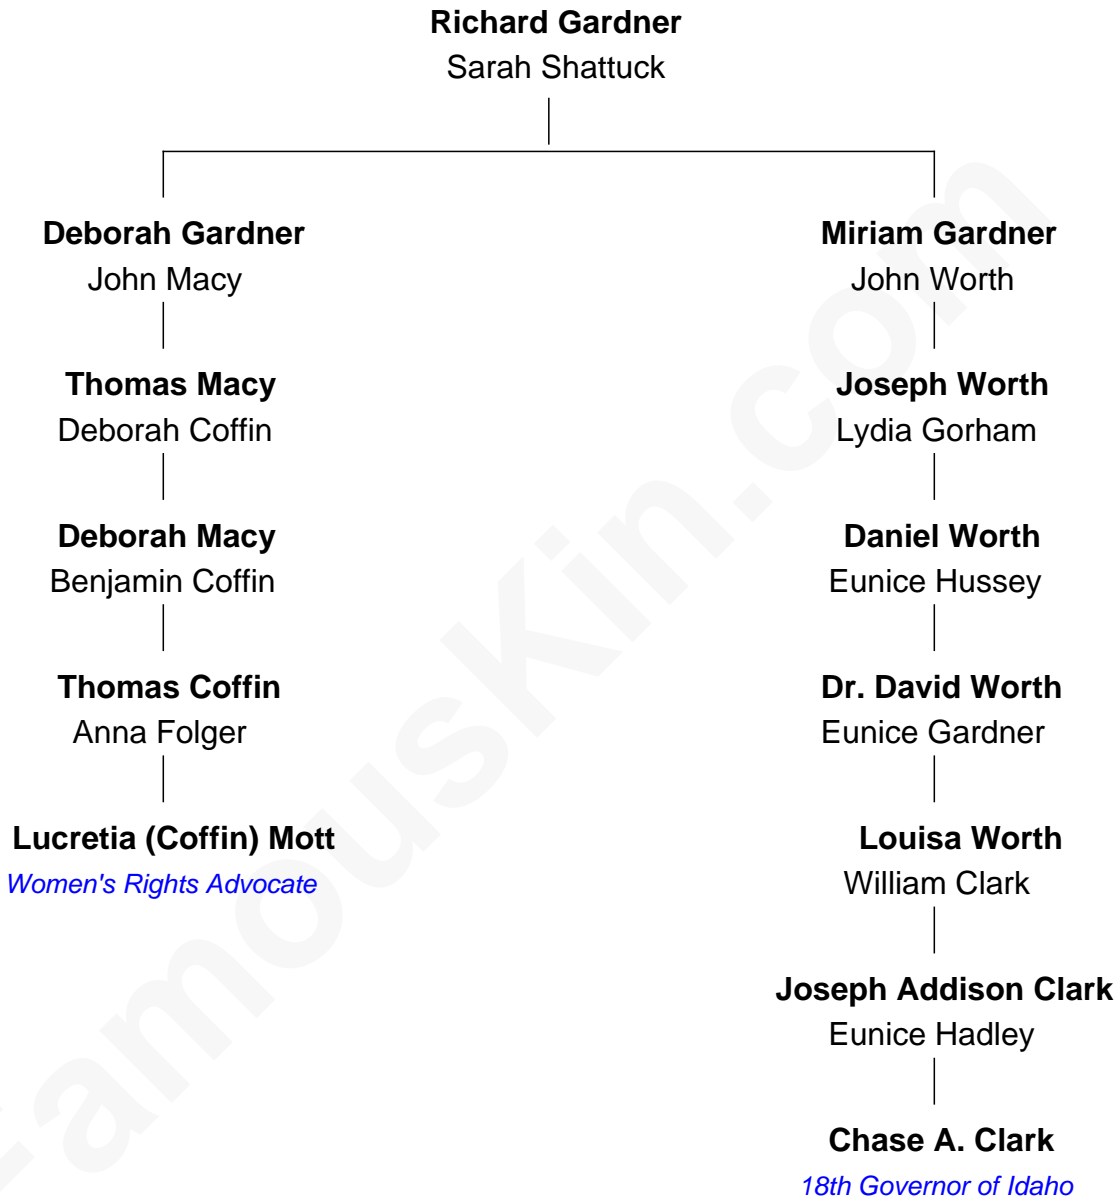 Richard Gardner
Sarah Shattuck
Deborah Gardner
John Macy
Thomas Macy
Deborah Coffin
Deborah Macy
Benjamin Coffin
Thomas Coffin
Anna Folger
Lucretia (Coffin) Mott
Women's Rights Advocate
Miriam Gardner
John Worth
Joseph Worth
Lydia Gorham
Daniel Worth
Eunice Hussey
Dr. David Worth
Eunice Gardner
Louisa Worth
William Clark
Joseph Addison Clark
Eunice Hadley
Chase A. Clark
18th Governor of Idaho
FamousKin.com